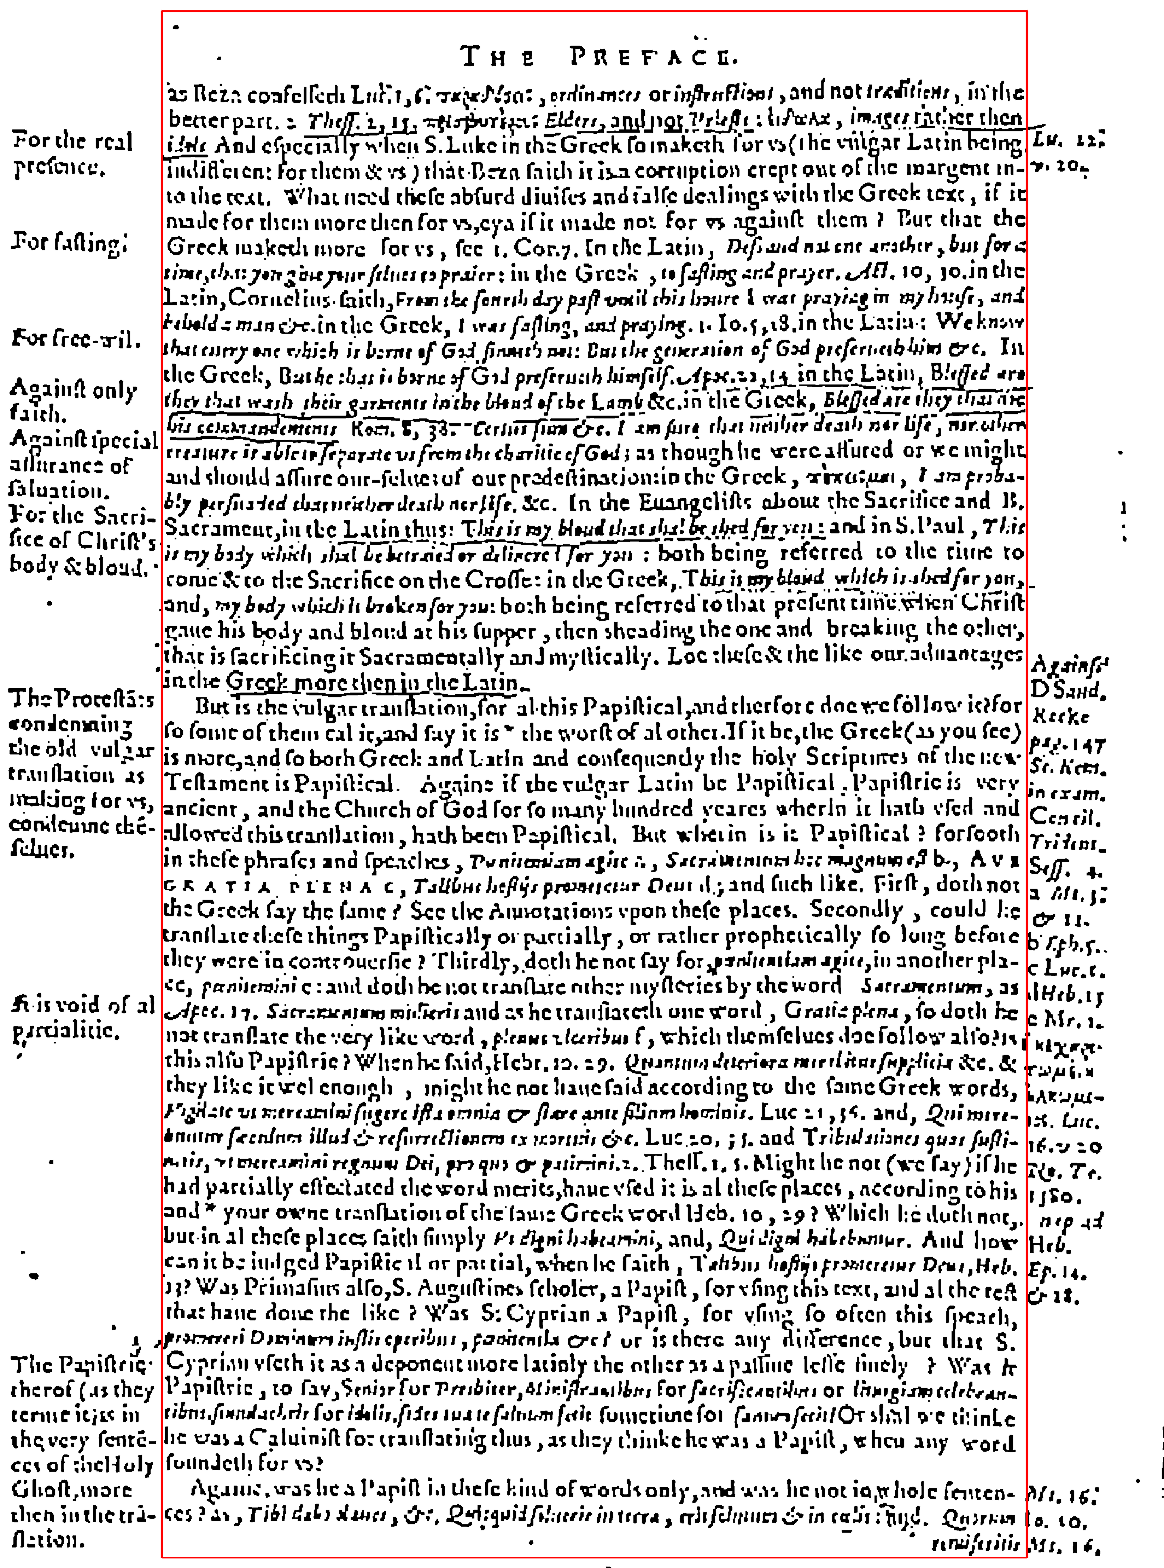 THE PREFACE.
as Beza confesseth Luk. 1, 6. ordinances or instructions, and not traditions, in the
better part. 2 Thess. 2, 15. Elders, and not Priests: images rather then
idols And especially when S. Luke in the Greek so maketh for vs (the vulgar Latin being
indifferent for them & vs) that Beza saith it is a corruption crept out of the margent in-
to the text. What need these absurd diuises and false dealings with the Greek text, if it
made for them more then for vs, eya if it made not for vs against them? But that the
Greek maketh more for vs, see 1. Cor. 7. In the Latin, Defraud not one another, but for a
time, that you giue your selues to praier: in the Greek, to fasting and prayer. Act. 10, 30. in the
Latin, Cornelius saith, From the fourth day past vntil this houre I was praying in my house, and
behold a man &c. in the Greek, I was fasting, and praying. 1. Io. 5, 18. in the Latin: We know
that euery one which is borne of God sinneth not: But the generation of God preserueth him &c. In
the Greek, But he that is borne of God preserueth himself. Apoc. 22, 14 in the Latin, Blessed are
they that wash their garments in the bloud of the Lamb &c. in the Greek, Blessed are they that doe
his commandements Rom. 8, 38. Certus sum &c. I am sure that neither death nor life, nor other
creature is able to separate vs from the charitie of God; as though he were assured or we might
and should assure our-selues of our predestination: in the Greek, I am proba-
bly persuaded that neither death nor life, &c. In the Euangelists about the Sacrifice and B.
Sacrament, in the Latin thus: This is my bloud that shal be shed for you: and in S. Paul, This
is my body which shal be betraied or deliuered for you: both being referred to the time to
come & to the Sacrifice on the Crosse: in the Greek, This is my bloud which is shed for you,
and, my body which is broken for you: both being referred to that present time when Christ
gaue his body and bloud at his supper, then sheading the one and breaking the other,
that is sacrificing it Sacramentally and mystically. Loe these & the like our aduantages
in the Greek more then in the Latin.
But is the vulgar translation, for al this Papistical, and therfore doe we follow it? for
so some of them cal it, and say it is * the worst of al other. If it be, the Greek (as you see)
is more, and so both Greek and Latin and consequently the holy Scriptures of the new
Testament is Papistical. Againe if the vulgar Latin be Papistical, Papistrie is very
ancient, and the Church of God for so many hundred yeares wherin it hath vsed and
allowed this translation, hath been Papistical. But wherin is it Papistical? forsooth
in these phrases and speaches, Pœnitentiam agite a, Sacramentum hoc magnum est b, AVE
GRATIA PLENA c, Talibus hostijs promeretur Deus d; and such like. First, doth not
the Greek say the same? See the Annotations vpon these places. Secondly, could he
translate these things Papistically or partially, or rather prophetically so long before
they were in controuersie? Thirdly, doth he not say for, pœnitentiam agite, in another pla-
ce, pœnitemini e: and doth he not translate other mysteries by the word Sacramentum, as
Apoc. 17. Sacramentum mulieris and as he translateth one word, Gratia plena, so doth he
not translate the very like word, plenus vlceribus f, which themselues doe follow also? is
this also Papistrie? When he said, Hebr. 10. 29. Quantum deteriora merebitur supplicia &c. &
they like it wel enough, might he not haue said according to the same Greek words,
Vigilate vt mereamini fugere ista omnia & stare ante filium hominis. Luc 21, 36. and, Qui mere-
buntur sæculum illud & resurrectionem ex mortuis &c. Luc. 20, 35. and Tribulationes quas susti-
netis, vt mereamini regnum Dei, pro quo & patimini. 2. Thess. 1, 5. Might he not (we say) if he
had partially affectated the word merits, haue vsed it is al these places, according to his
and * your owne translation of the same Greek word Heb. 10, 29? Which he doth not,
but in al these places saith simply Vt digni habeamini, and, Qui digni habebuntur. And how
can it be iudged Papistical or partial, when he saith, Talibus hostijs promeretur Deus, Heb.
13? Was Primasius also, S. Augustines scholer, a Papist, for vsing this text, and al the rest
that haue done the like? Was S. Cyprian a Papist, for vsing so often this speach,
promereri Dominum iustis operibus, pœnitentia &c? or is there any difference, but that S.
Cyprian vseth it as a deponent more latinly the other as a passiue lesse finely? Was it
Papistrie, to say, Senior for Presbiter, Ministrantibus for sacrificantibus or liturgiam celebran-
tibus, simulachris for idolis, fides tua te saluum fecit sometime for sanum fecit? Or shal we thinke
he was a Caluinist for translating thus, as they thinke he was a Papist, when any word
soundeth for vs?
Againe, was he a Papist in these kind of words only, and was he not in whole senten-
ces? as, Tibi dabo claues, &c. Quicquid solueris in terra, erit solutum & in cœlis: and, Quorum
remiseritis
For the real
presence.
For fasting:
For free-wil.
Against only
faith.
Against special
assurance of
saluation.
For the Sacri-
fice of Christ's
body & bloud.
The Protestãts
condemning
the old vulgar
translation as
making for vs,
condemne thē-
selues.
It is void of al
partialitie.
The Papistrie
therof (as they
terme it) is in
the very sentē-
ces of the Holy
Ghost, more
then in the trā-
slation.
Lu. 22:
v. 20.
Against
D Sand.
Rocke
pag. 147
See Kem.
in exam.
Concil.
Trident.
Sess. 4.
a Mt. 3:
& 11.
b Eph. 5.
c Luc. 1.
d Heb. 13
e Mr. 1.
16. v 20
No. Te.
1580.
Heb.
Ep. 14.
& 18.
Mt. 16.
Io. 20.
Mt. 16.